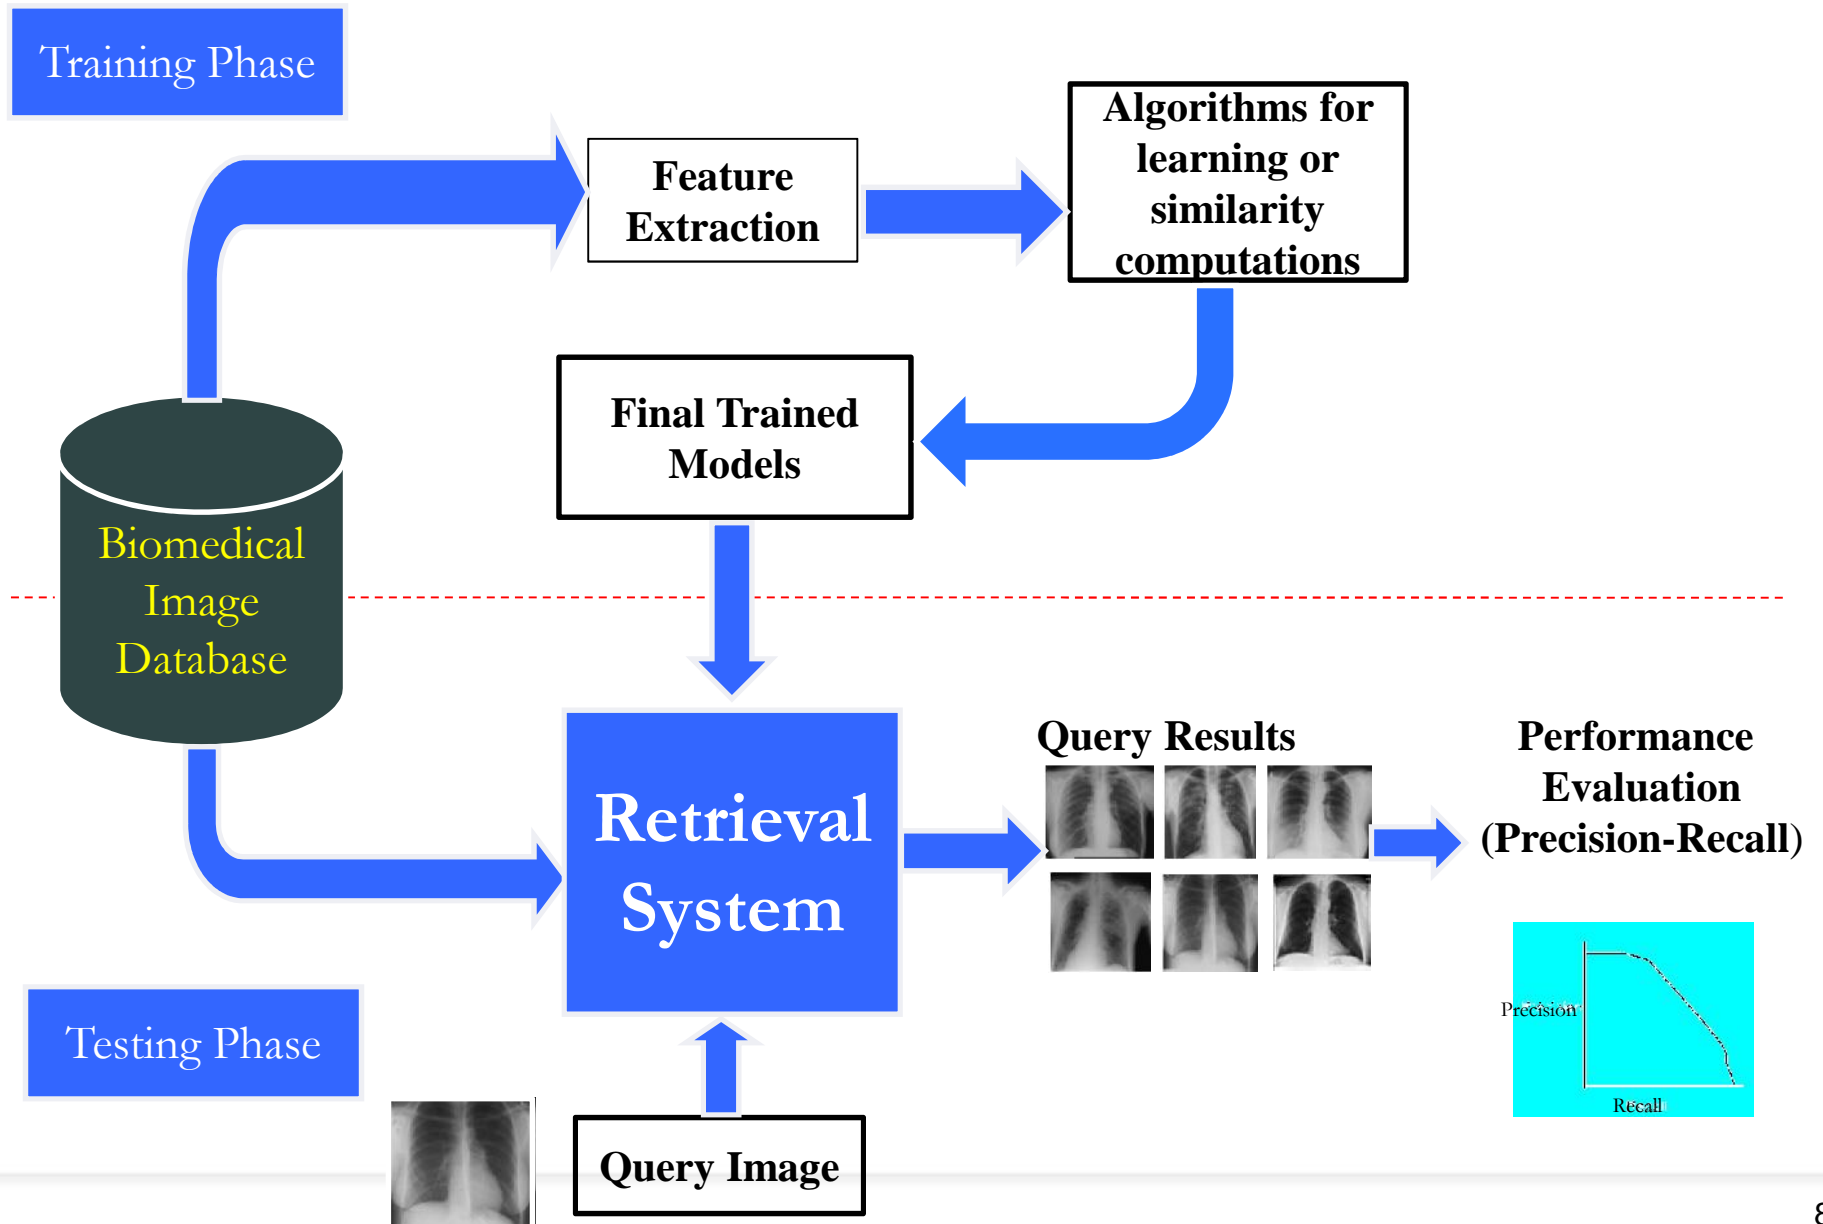 Training Phase
Feature
Extraction
Algorithms for
learning or
similarity
computations
Final Trained
Models
Biomedical
Image
Database
Retrieval
System
Query Results
Performance
Evaluation
(Precision-Recall)
Precision
Recall
Testing Phase
Query Image
8